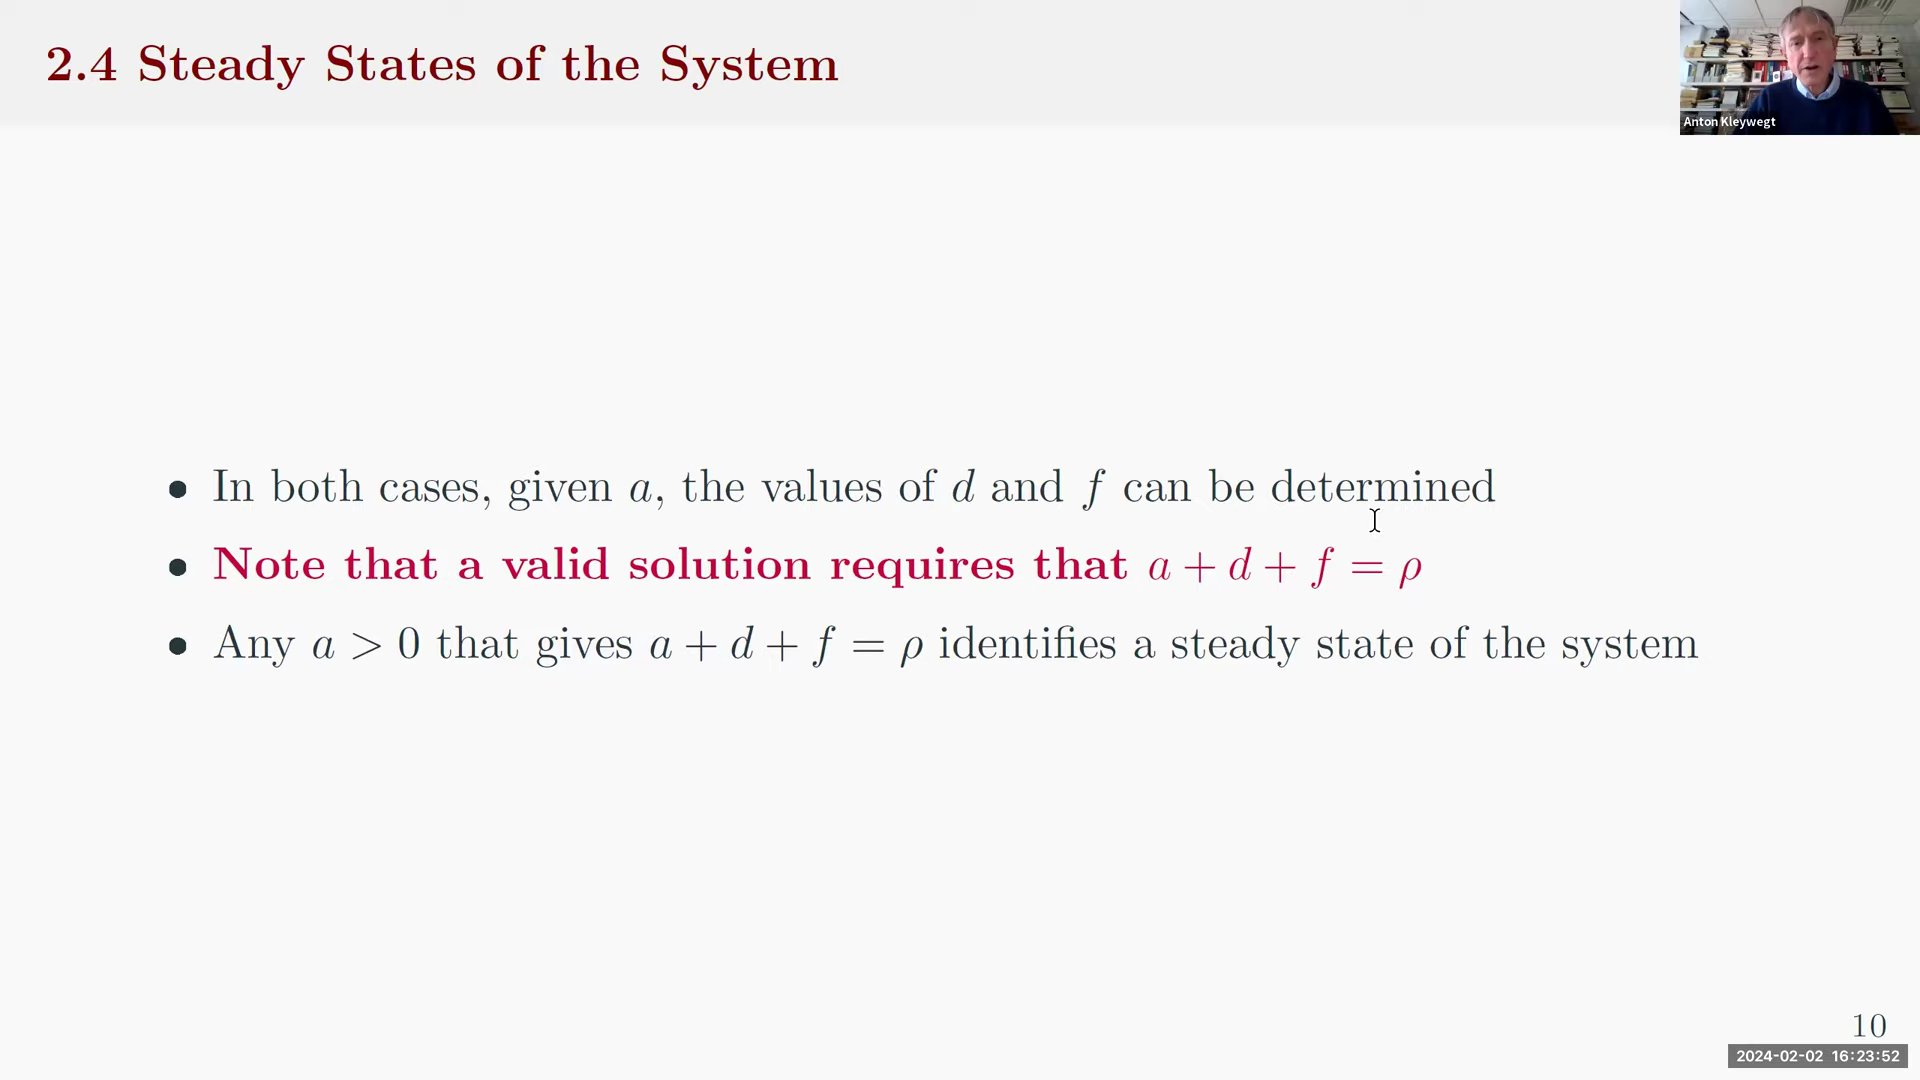 2.4 Steady States of the System
Anton Kleywegt
• In both cases, given a, the values of d and f can be determined
• Note that a valid solution requires that a + d + f = ρ
• Any a > 0 that gives a + d + f = ρ identifies a steady state of the system
10
2024-02-02 16:23:52